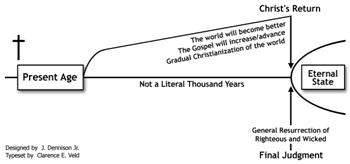 Christ's Return
The world will become better
The Gospel will increase/advance
Gradual Christianization of the world
Present Age
Eternal
State
Not a Literal Thousand Years
General Resurrection of
Righteous and Wicked
Final Judgment
Designed by J. Dennison Jr.
Typeset by Clarence E. Veld